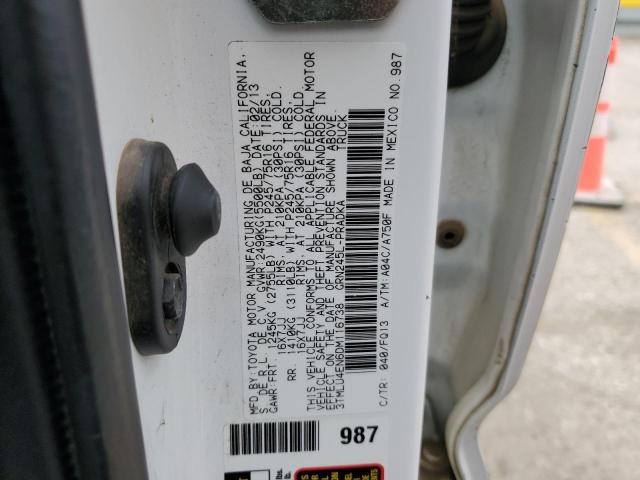 MFD.BY:TOYOTA MOTOR MANUFACTURING DE BAJA CALIFORNIA,
S DE R.L. DE C.V. GVWR:2490KG(5500LB) DATE:02/13
GAWR:FRT. 1245KG (2755LB) WITH P245/75R16 TIRES,
16X7JJ RIMS, AT 210KPA (30PSI) COLD.
RR. 1410KG (3110LB) WITH P245/75R16 TIRES,
16X7JJ RIMS, AT 210KPA (30PSI) COLD.
THIS VEHICLE CONFORMS TO ALL APPLICABLE FEDERAL MOTOR
VEHICLE SAFETY AND THEFT PREVENTION STANDARDS IN
EFFECT ON THE DATE OF MANUFACTURE SHOWN ABOVE.
3TMLU4EN6DM116738 GRN245L-PRADKA TRUCK
C/TR: 040/FQ13 A/TM:A04C/A750F MADE IN MEXICO NO.987
987